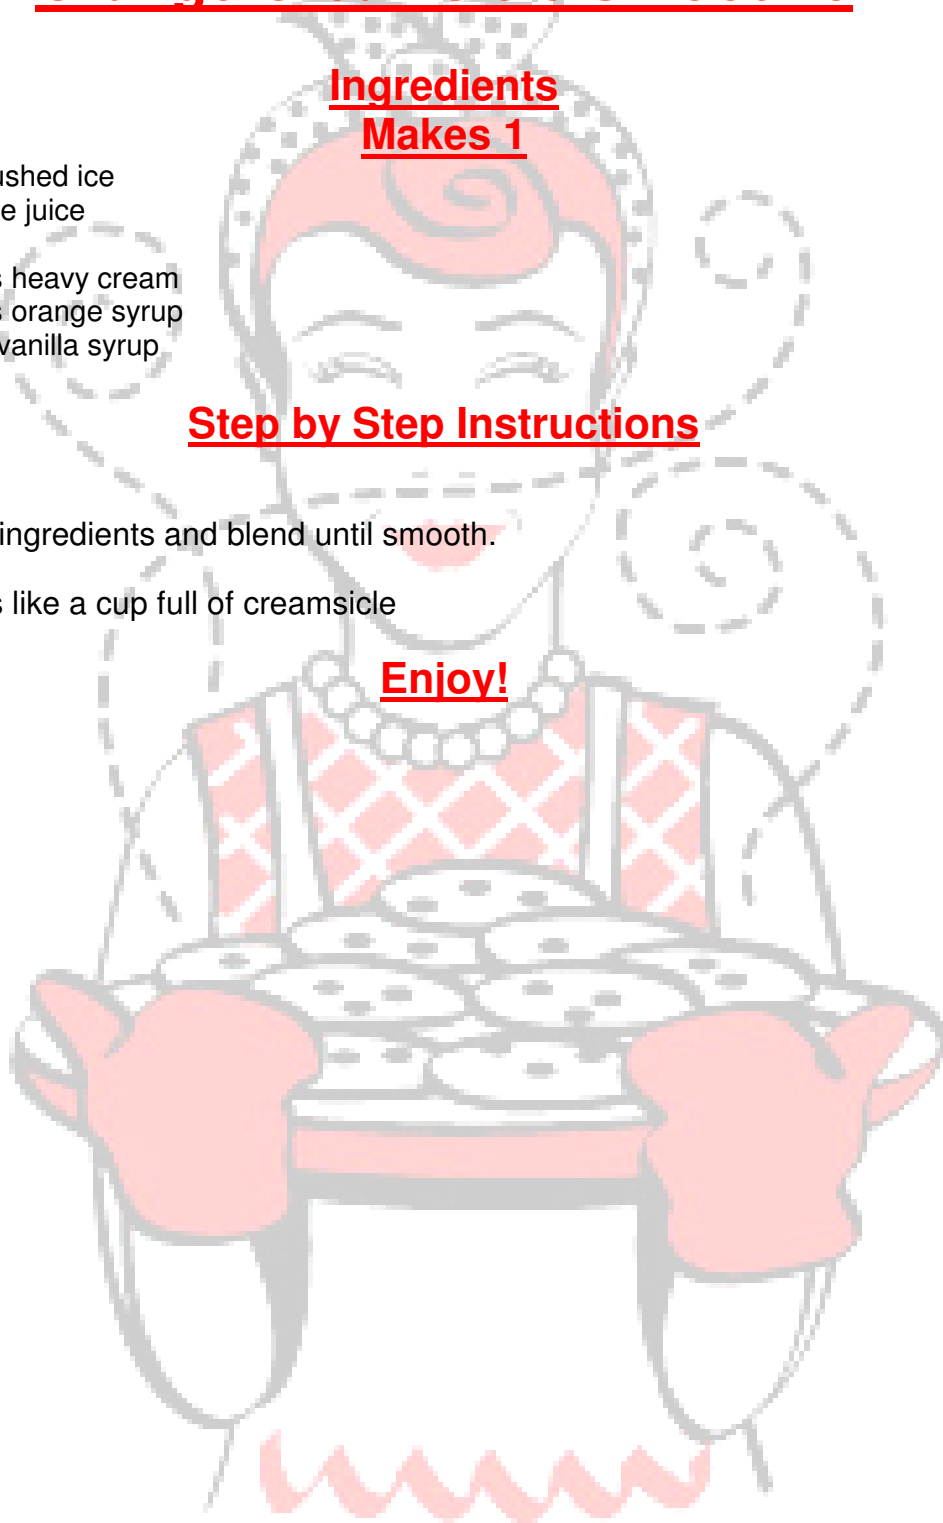 Ingredients
Makes 1
ushed ice
e juice
s heavy cream
s orange syrup
vanilla syrup
Step by Step Instructions
ingredients and blend until smooth.
s like a cup full of creamsicle
Enjoy!